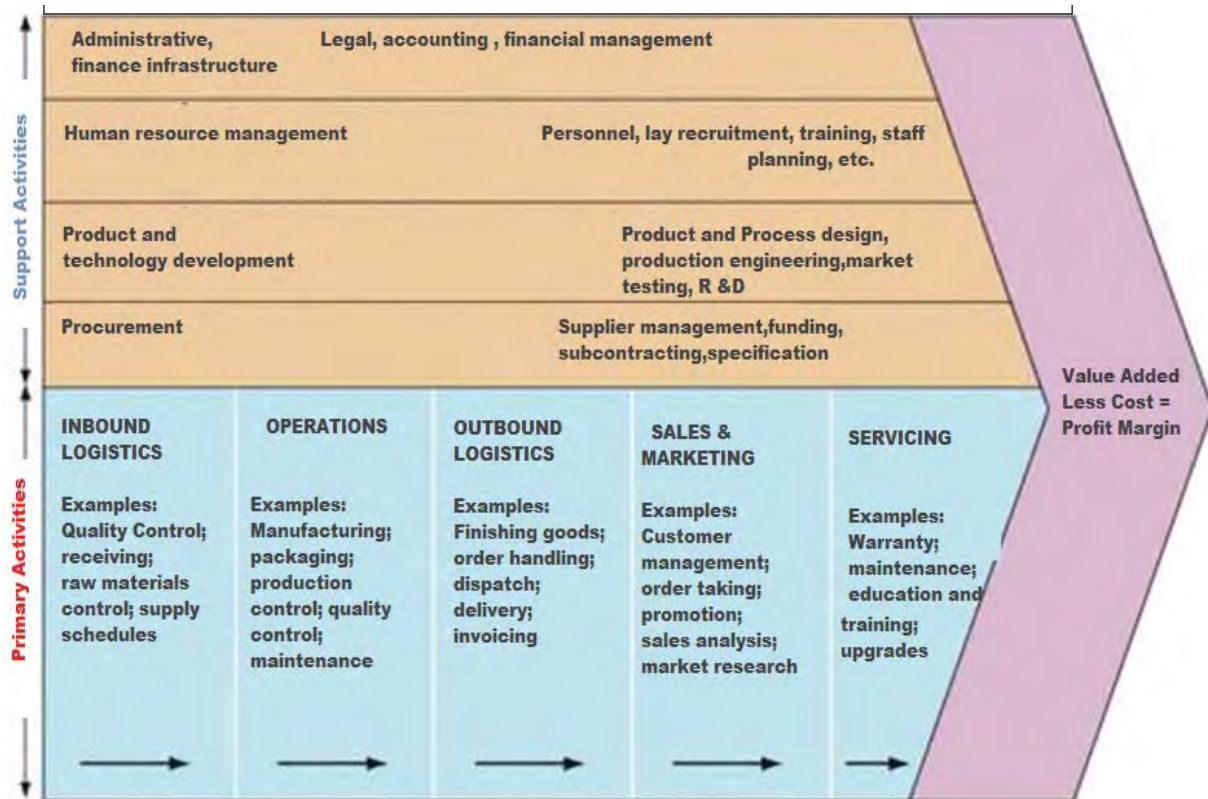 Support Activities
Administrative,
finance infrastructure
Legal, accounting , financial management
Human resource management
Personnel, lay recruitment, training, staff
planning, etc.
Product and
technology development
Product and Process design,
production engineering,market
testing, R &D
Procurement
Supplier management,funding,
subcontracting,specification
Value Added
Less Cost =
Profit Margin
Primary Activities
INBOUND
LOGISTICS
Examples:
Quality Control;
receiving;
raw materials
control; supply
schedules
OPERATIONS
Examples:
Manufacturing;
packaging;
production
control; quality
control;
maintenance
OUTBOUND
LOGISTICS
Examples:
Finishing goods;
order handling;
dispatch;
delivery;
invoicing
SALES &
MARKETING
Examples:
Customer
management;
order taking;
promotion;
sales analysis;
market research
SERVICING
Examples:
Warranty;
maintenance;
education and
training;
upgrades